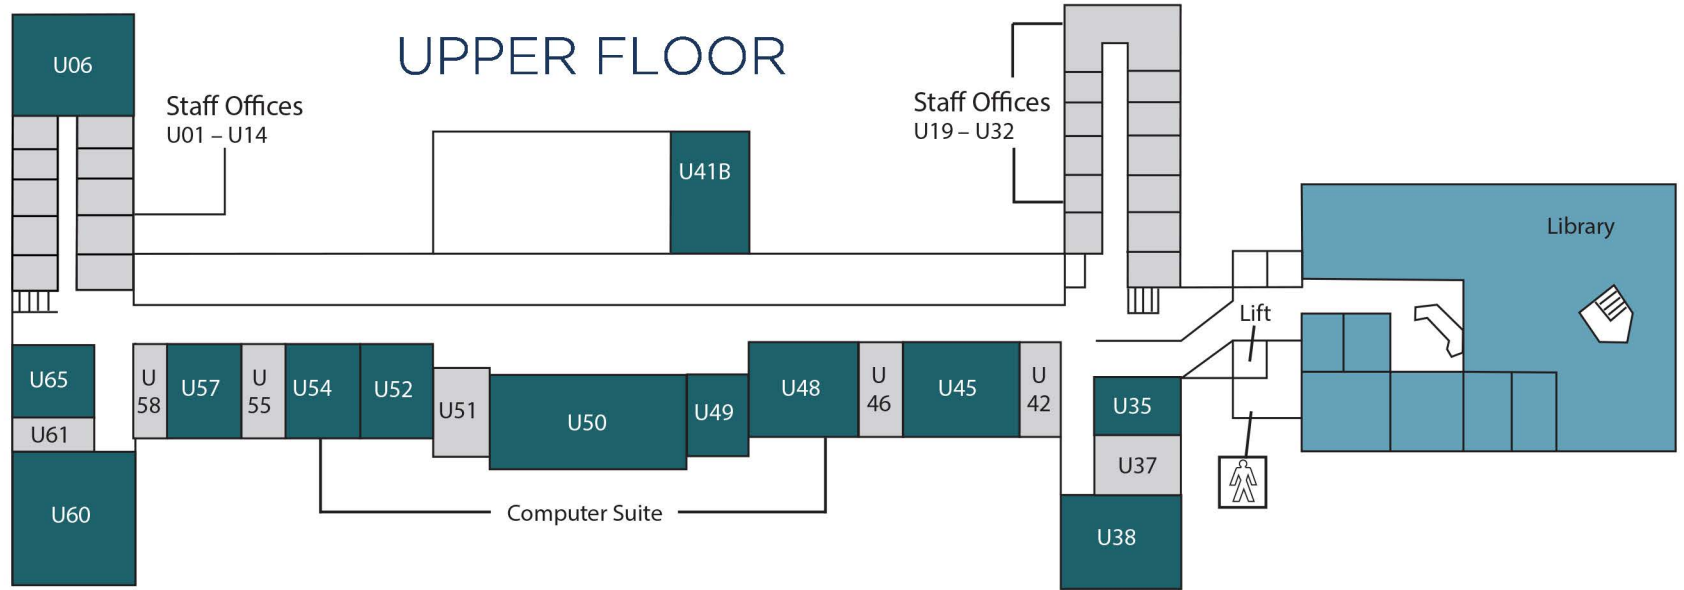 UPPER FLOOR
U06
Staff Offices
U01 – U14
U41B
Staff Offices
U19 – U32
Library
Lift
U65
U61
U60
U
58
U57
U
55
U54
U52
U51
U50
U49
U48
U
46
U45
U
42
U35
U37
U38
Computer Suite